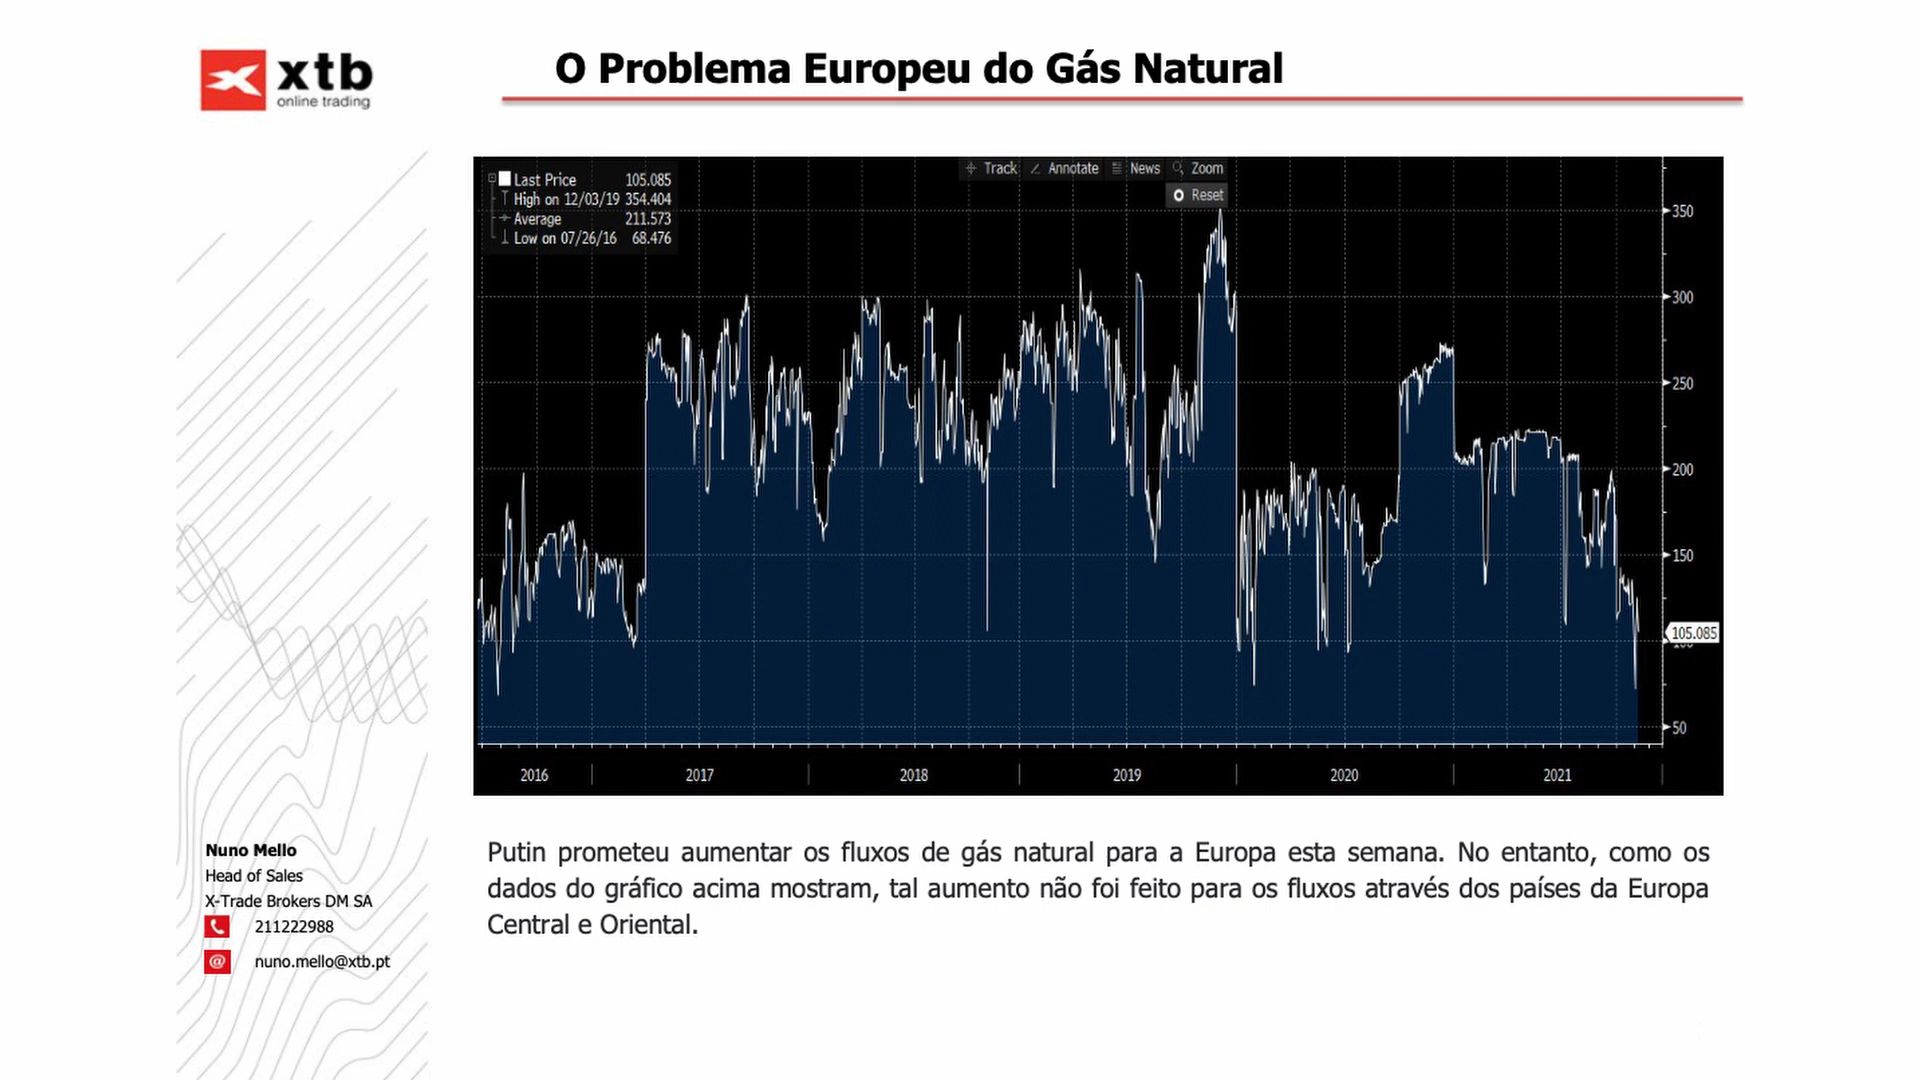 xtb
online trading
O Problema Europeu do Gás Natural
Track Annotate News Zoom
Reset
Last Price 105.085
High on 12/03/19 354.404
Average 211.573
Low on 07/26/16 68.476
350
300
250
200
150
105.085
100
50
2016 2017 2018 2019 2020 2021
Nuno Mello
Head of Sales
X-Trade Brokers DM SA
211222988
nuno.mello@xtb.pt
Putin prometeu aumentar os fluxos de gás natural para a Europa esta semana. No entanto, como os
dados do gráfico acima mostram, tal aumento não foi feito para os fluxos através dos países da Europa
Central e Oriental.